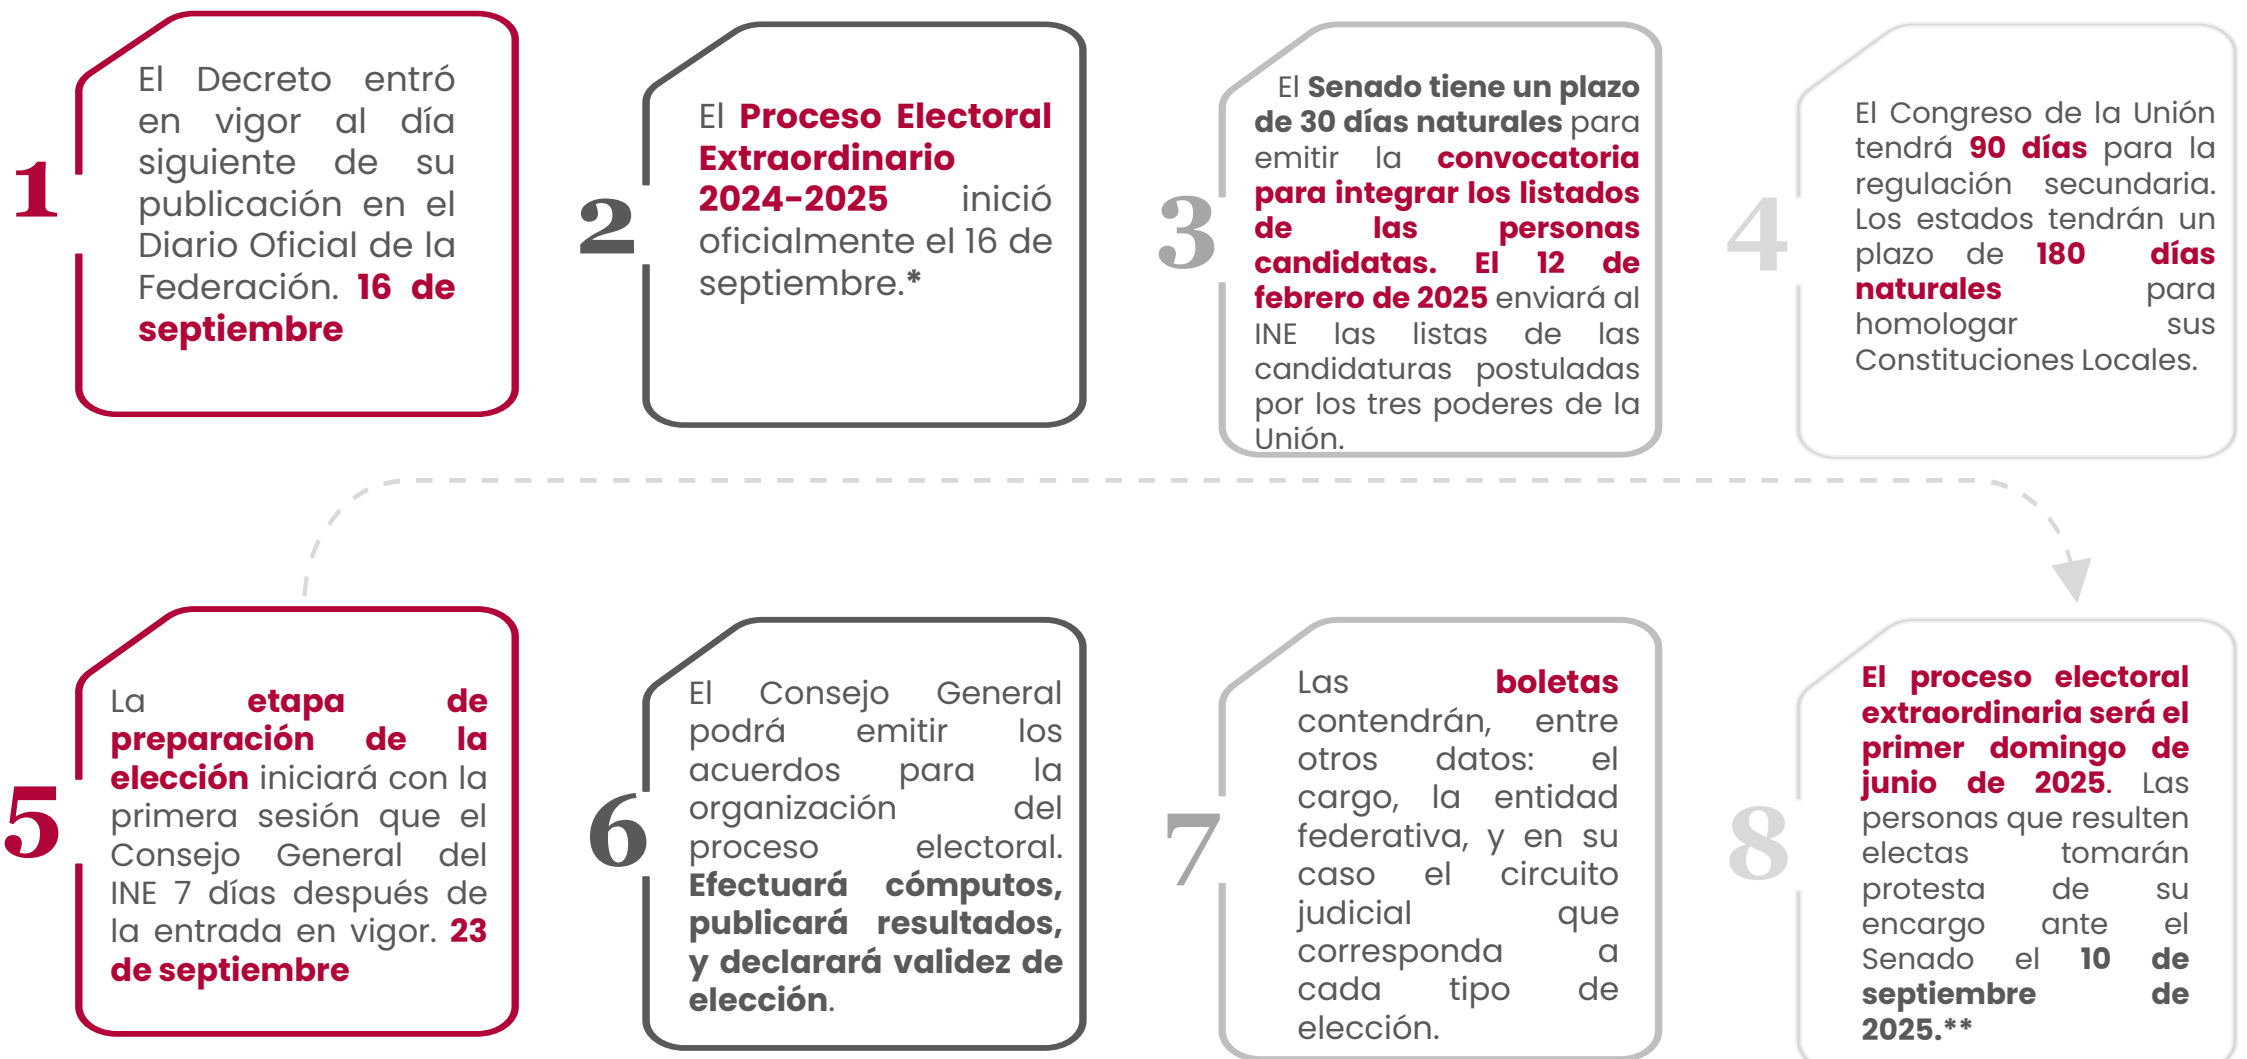 1
El Decreto entró
en vigor al día
siguiente de su
publicación en el
Diario Oficial de la
Federación. 16 de
septiembre
2
El Proceso Electoral
Extraordinario
2024-2025 inició
oficialmente el 16 de
septiembre.*
3
El Senado tiene un plazo
de 30 días naturales para
emitir la convocatoria
para integrar los listados
de las personas
candidatas. El 12 de
febrero de 2025 enviará al
INE las listas de las
candidaturas postuladas
por los tres poderes de la
Unión.
4
El Congreso de la Unión
tendrá 90 días para la
regulación secundaria.
Los estados tendrán un
plazo de 180 días
naturales para
homologar sus
Constituciones Locales.
5
La etapa de
preparación de la
elección iniciará con la
primera sesión que el
Consejo General del
INE 7 días después de
la entrada en vigor. 23
de septiembre
6
El Consejo General
podrá emitir los
acuerdos para la
organización del
proceso electoral.
Efectuará cómputos,
publicará resultados,
y declarará validez de
elección.
7
Las boletas
contendrán, entre
otros datos: el
cargo, la entidad
federativa, y en su
caso el circuito
judicial que
corresponda a
cada tipo de
elección.
8
El proceso electoral
extraordinaria será el
primer domingo de
junio de 2025. Las
personas que resulten
electas tomarán
protesta de su
encargo ante el
Senado el 10 de
septiembre de
2025.**